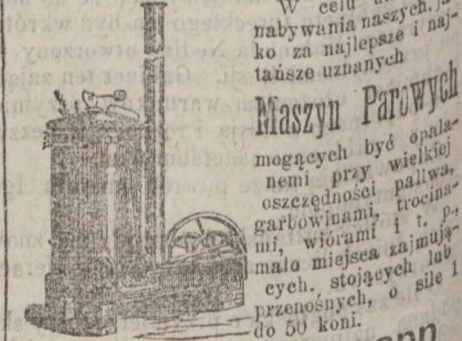 W celu
nabywania naszych, ja-
ko za najlepsze i naj-
tańsze uznanych
Maszyn Parowych
mogących być opala-
nemi przy wielkiej
oszczędności paliwa,
garbowinami, trocina-
mi, wiórami i t. p.,
mało miejsca zajmują-
cych. stojących lub
przenośnych, o sile 1
do 50 koni.